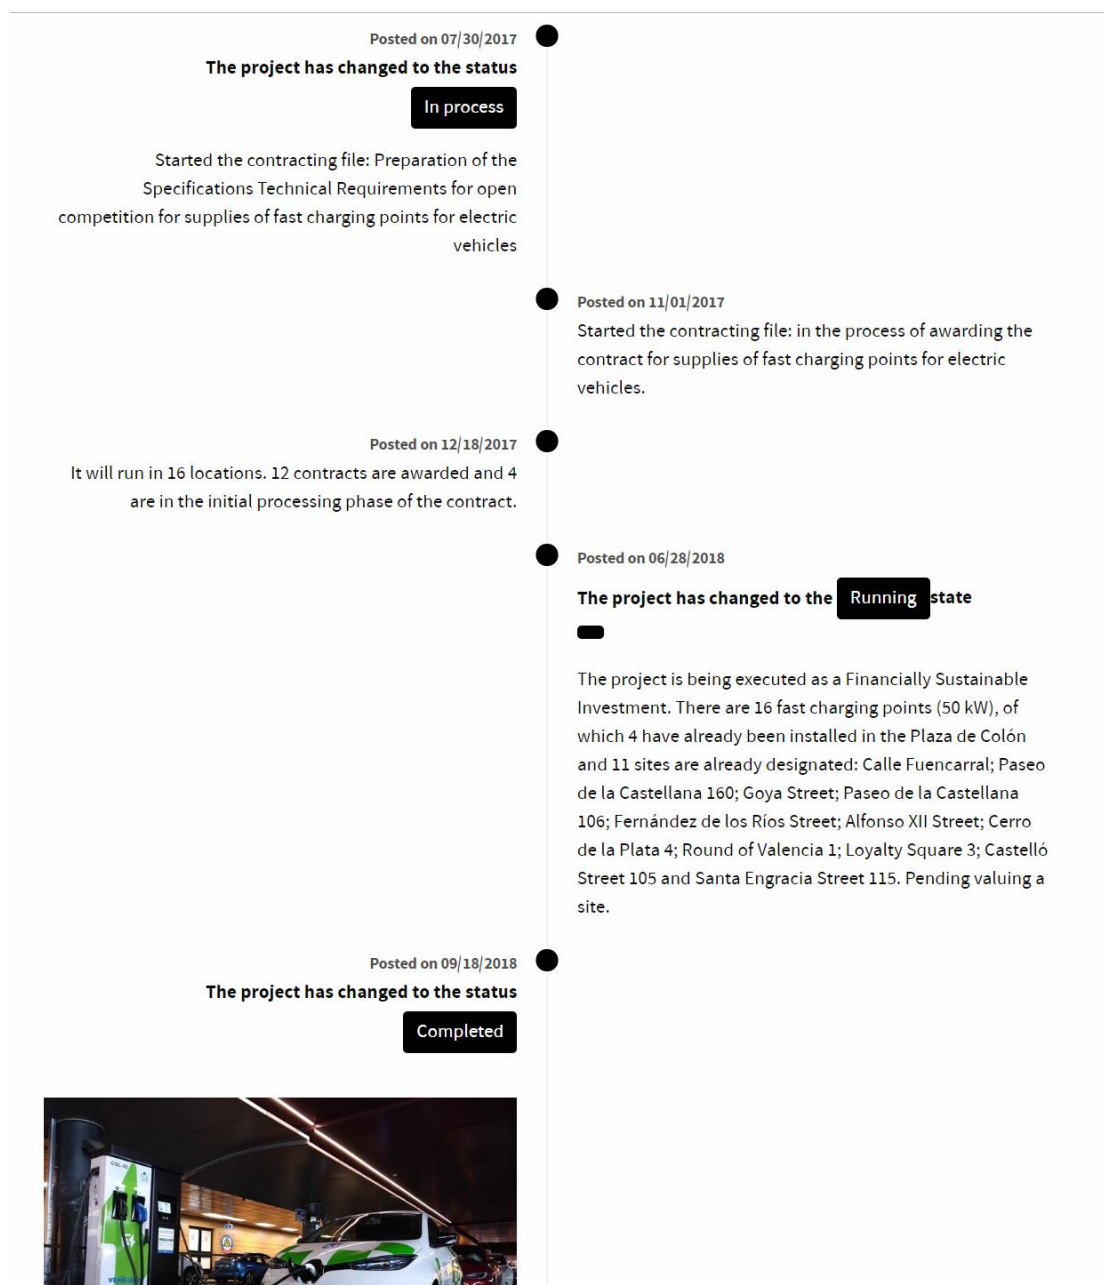 Posted on 07/30/2017
The project has changed to the status
In process
Started the contracting file: Preparation of the
Specifications Technical Requirements for open
competition for supplies of fast charging points for electric
vehicles
Posted on 11/01/2017
Started the contracting file: in the process of awarding the
contract for supplies of fast charging points for electric
vehicles.
Posted on 12/18/2017
It will run in 16 locations. 12 contracts are awarded and 4
are in the initial processing phase of the contract.
Posted on 06/28/2018
The project has changed to the Running state
The project is being executed as a Financially Sustainable
Investment. There are 16 fast charging points (50 kW), of
which 4 have already been installed in the Plaza de Colón
and 11 sites are already designated: Calle Fuencarral; Paseo
de la Castellana 160; Goya Street; Paseo de la Castellana
106; Fernández de los Ríos Street; Alfonso XII Street; Cerro
de la Plata 4; Round of Valencia 1; Loyalty Square 3; Castelló
Street 105 and Santa Engracia Street 115. Pending valuing a
site.
Posted on 09/18/2018
The project has changed to the status
Completed